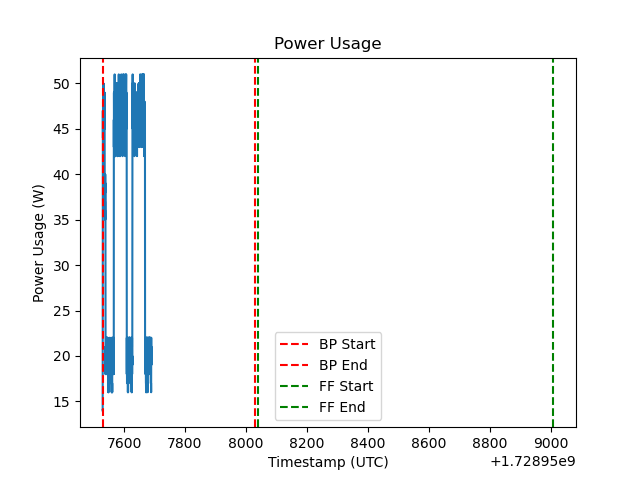 Power Usage
50
45
40
35
30
25
20
15
Power Usage (W)
BP Start
BP End
FF Start
FF End
7600 7800 8000 8200 8400 8600 8800 9000
Timestamp (UTC)
+1.72895e9